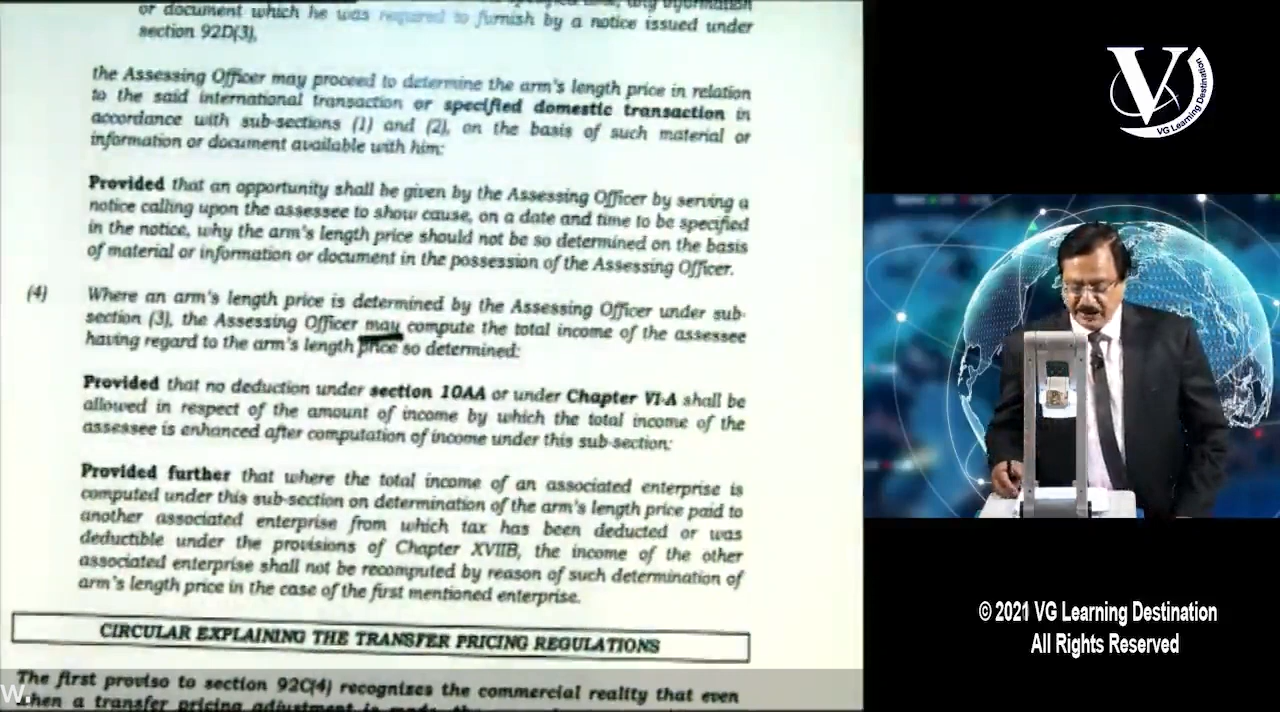 or document which he was required to furnish by a notice issued under
section 92D(3),
the Assessing Officer may proceed to determine the arm's length price in relation
to the said international transaction or specified domestic transaction in
accordance with sub-sections (1) and (2), on the basis of such material or
information or document available with him:
Provided that an opportunity shall be given by the Assessing Officer by serving a
notice calling upon the assessee to show cause, on a date and time to be specified
in the notice, why the arm's length price should not be so determined on the basis
of material or information or document in the possession of the Assessing Officer.
(4) Where an arm's length price is determined by the Assessing Officer under sub-
section (3), the Assessing Officer may compute the total income of the assessee
having regard to the arm's length price so determined:
Provided that no deduction under section 10AA or under Chapter VI-A shall be
allowed in respect of the amount of income by which the total income of the
assessee is enhanced after computation of income under this sub-section:
Provided further that where the total income of an associated enterprise is
computed under this sub-section on determination of the arm's length price paid to
another associated enterprise from which tax has been deducted or was
deductible under the provisions of Chapter XVIIB, the income of the other
associated enterprise shall not be recomputed by reason of such determination of
arm's length price in the case of the first mentioned enterprise.
CIRCULAR EXPLAINING THE TRANSFER PRICING REGULATIONS
The first proviso to section 92C(4) recognizes the commercial reality that even
when a transfer pricing adjustment is made,
w.
V
VG Learning Destination
© 2021 VG Learning Destination
All Rights Reserved